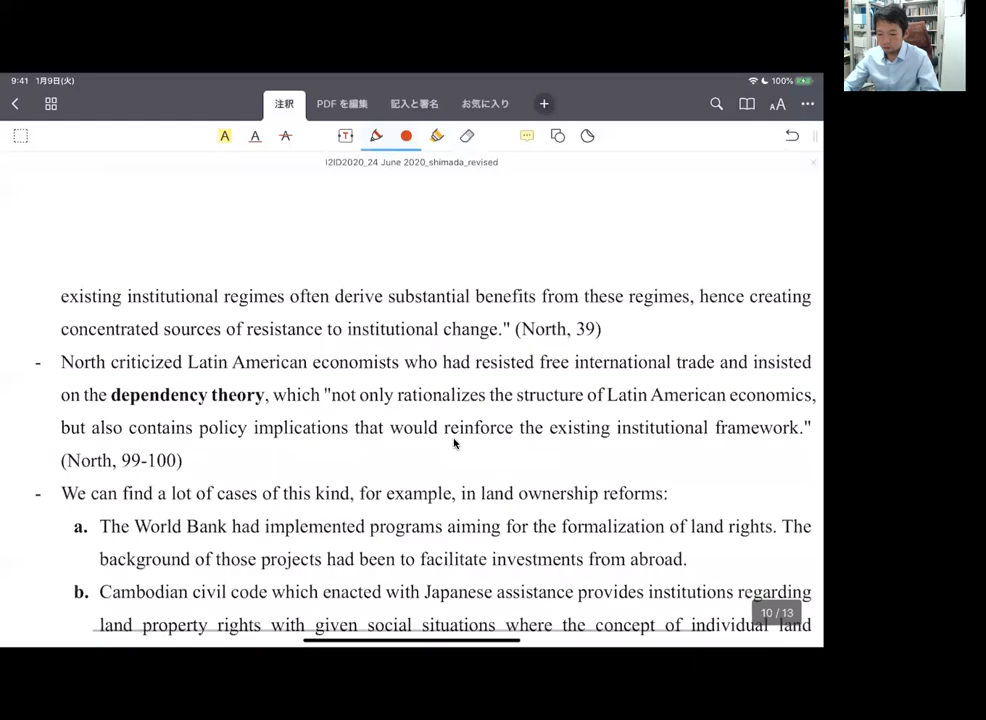 9:41 1月9日(火)
100%
注釈 PDF を編集 記入と署名 お気に入り
AA
A A A T
I2ID2020_24 June 2020_shimada_revised
existing institutional regimes often derive substantial benefits from these regimes, hence creating
concentrated sources of resistance to institutional change." (North, 39)
- North criticized Latin American economists who had resisted free international trade and insisted
on the dependency theory, which "not only rationalizes the structure of Latin American economics,
but also contains policy implications that would reinforce the existing institutional framework."
(North, 99-100)
- We can find a lot of cases of this kind, for example, in land ownership reforms:
a. The World Bank had implemented programs aiming for the formalization of land rights. The
background of those projects had been to facilitate investments from abroad.
b. Cambodian civil code which enacted with Japanese assistance provides institutions regarding
land property rights with given social situations where the concept of individual land
10 / 13